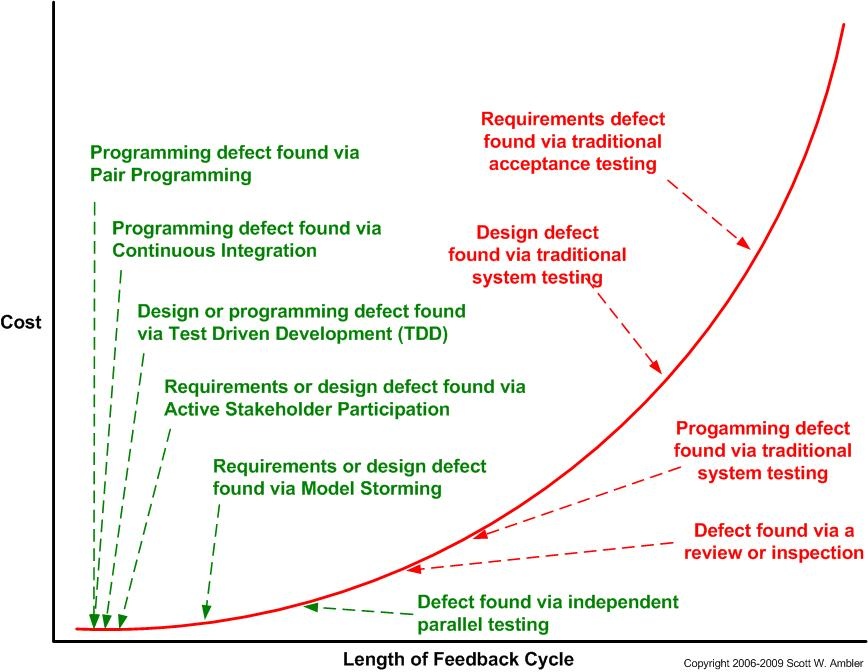 Requirements defect
found via traditional
acceptance testing
Programming defect found via
Pair Programming
Programming defect found via
Continuous Integration
Design defect
found via traditional
system testing
Design or programming defect found
via Test Driven Development (TDD)
Cost
Requirements or design defect found via
Active Stakeholder Participation
Progamming defect
found via traditional
system testing
Requirements or design defect
found via Model Storming
Defect found via a
review or inspection
Defect found via independent
parallel testing
Length of Feedback Cycle
Copyright 2006-2009 Scott W. Ambler